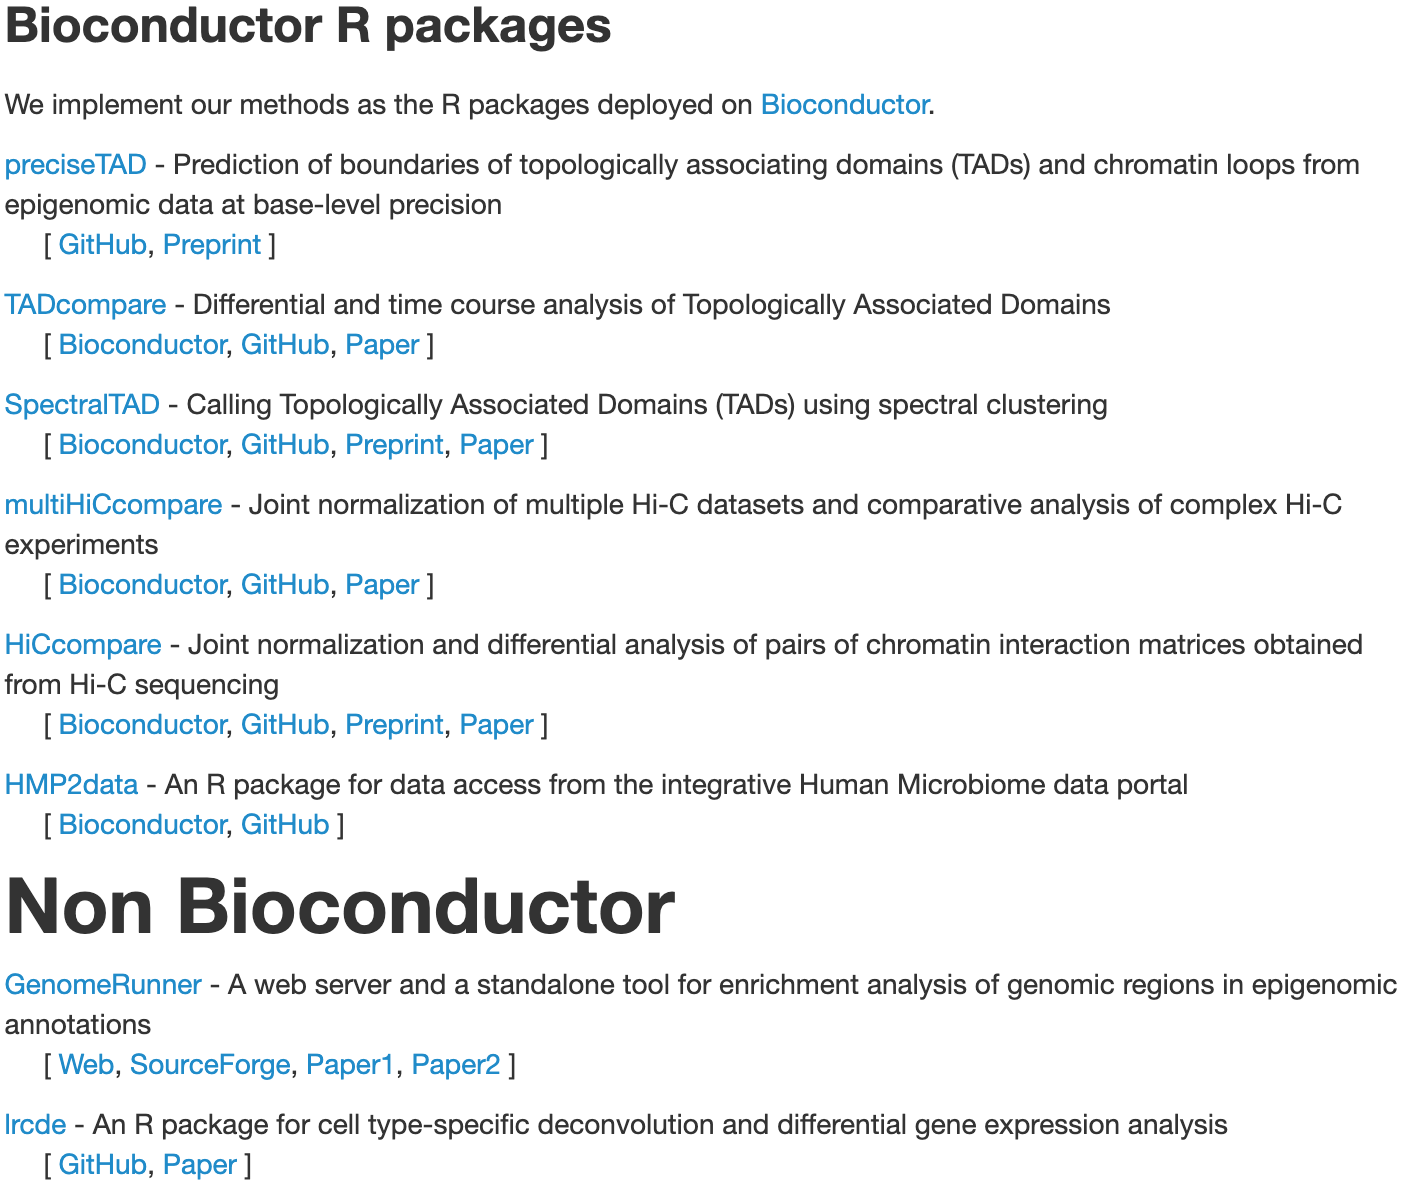 Bioconductor R packages
We implement our methods as the R packages deployed on Bioconductor.
preciseTAD - Prediction of boundaries of topologically associating domains (TADs) and chromatin loops from
epigenomic data at base-level precision
[ GitHub, Preprint ]
TADcompare - Differential and time course analysis of Topologically Associated Domains
[ Bioconductor, GitHub, Paper ]
SpectralTAD - Calling Topologically Associated Domains (TADs) using spectral clustering
[ Bioconductor, GitHub, Preprint, Paper ]
multiHiCcompare - Joint normalization of multiple Hi-C datasets and comparative analysis of complex Hi-C
experiments
[ Bioconductor, GitHub, Paper ]
HiCcompare - Joint normalization and differential analysis of pairs of chromatin interaction matrices obtained
from Hi-C sequencing
[ Bioconductor, GitHub, Preprint, Paper ]
HMP2data - An R package for data access from the integrative Human Microbiome data portal
[ Bioconductor, GitHub ]
Non Bioconductor
GenomeRunner - A web server and a standalone tool for enrichment analysis of genomic regions in epigenomic
annotations
[ Web, SourceForge, Paper1, Paper2 ]
lrcde - An R package for cell type-specific deconvolution and differential gene expression analysis
[ GitHub, Paper ]